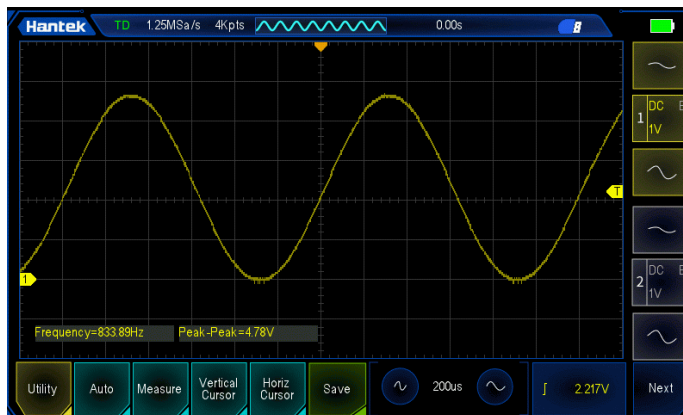 Hantek TD 1.25MSa/s 4Kpts 0.00s
T
DC
1 1V
1
2 DC
1V
Frequency=833.89Hz Peak-Peak=4.78V
Utility Auto Measure Vertical Cursor Horiz Cursor Save 200us 2.217V Next